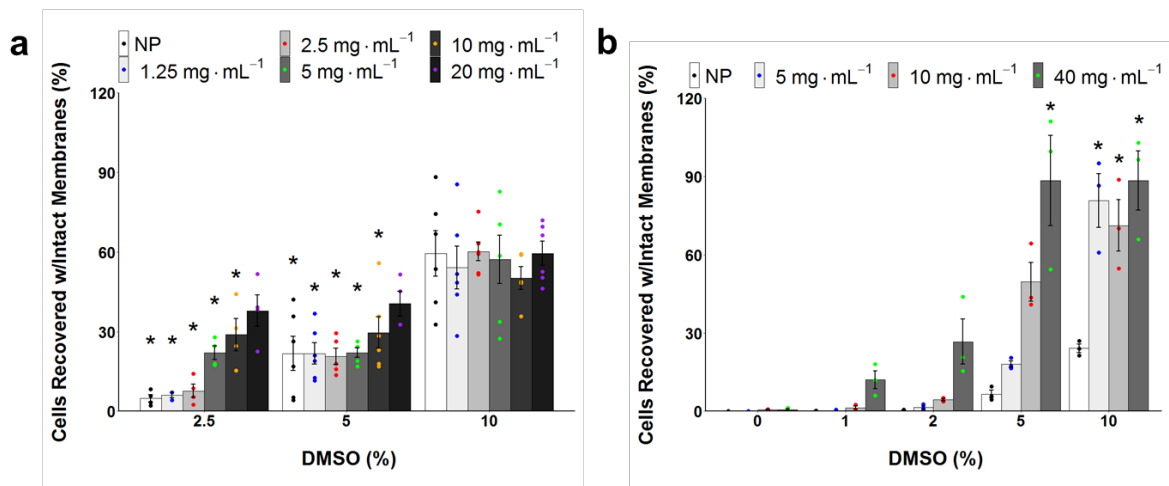 a
NP
2.5 mg · mL⁻¹
10 mg · mL⁻¹
1.25 mg · mL⁻¹
5 mg · mL⁻¹
20 mg · mL⁻¹
Cells Recovered w/Intact Membranes (%)
120
90
60
30
0
* * * * *
* * * * *
2.5 5 10
DMSO (%)
b
NP 5 mg · mL⁻¹ 10 mg · mL⁻¹ 40 mg · mL⁻¹
Cells Recovered w/Intact Membranes (%)
120
90
60
30
0
* * * *
0 1 2 5 10
DMSO (%)